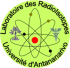 Laboratoire des Radioisotopes
Université d'Antananarivo